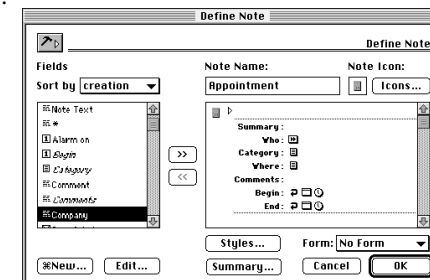 Define Note
Define Note
Fields
Sort by creation
Note Text
*
Alarm on
Begin
Category
Comment
Comments
Company
>>
<<
⌘New... Edit...
Note Name: Note Icon:
Appointment Icons...
Summary:
Who:
Category:
Where:
Comments:
Begin:
End:
Styles... Form: No Form
Summary... Cancel OK